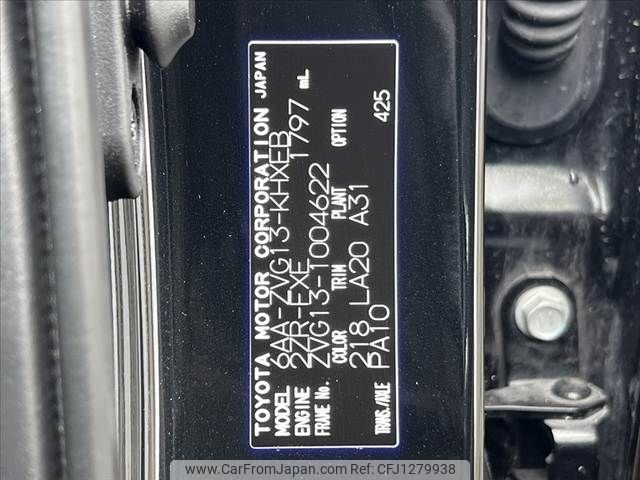 TOYOTA MOTOR CORPORATION JAPAN
MODEL 6AA-ZVG13-KHXEB
ENGINE 2ZR-FXE 1797 mL
FRAME No. ZVG13-1004622
COLOR TRIM PLANT OPTION
218 LA20 A31 425
TRANS./AXLE PA10
www.CarFromJapan.com CFJ1279938